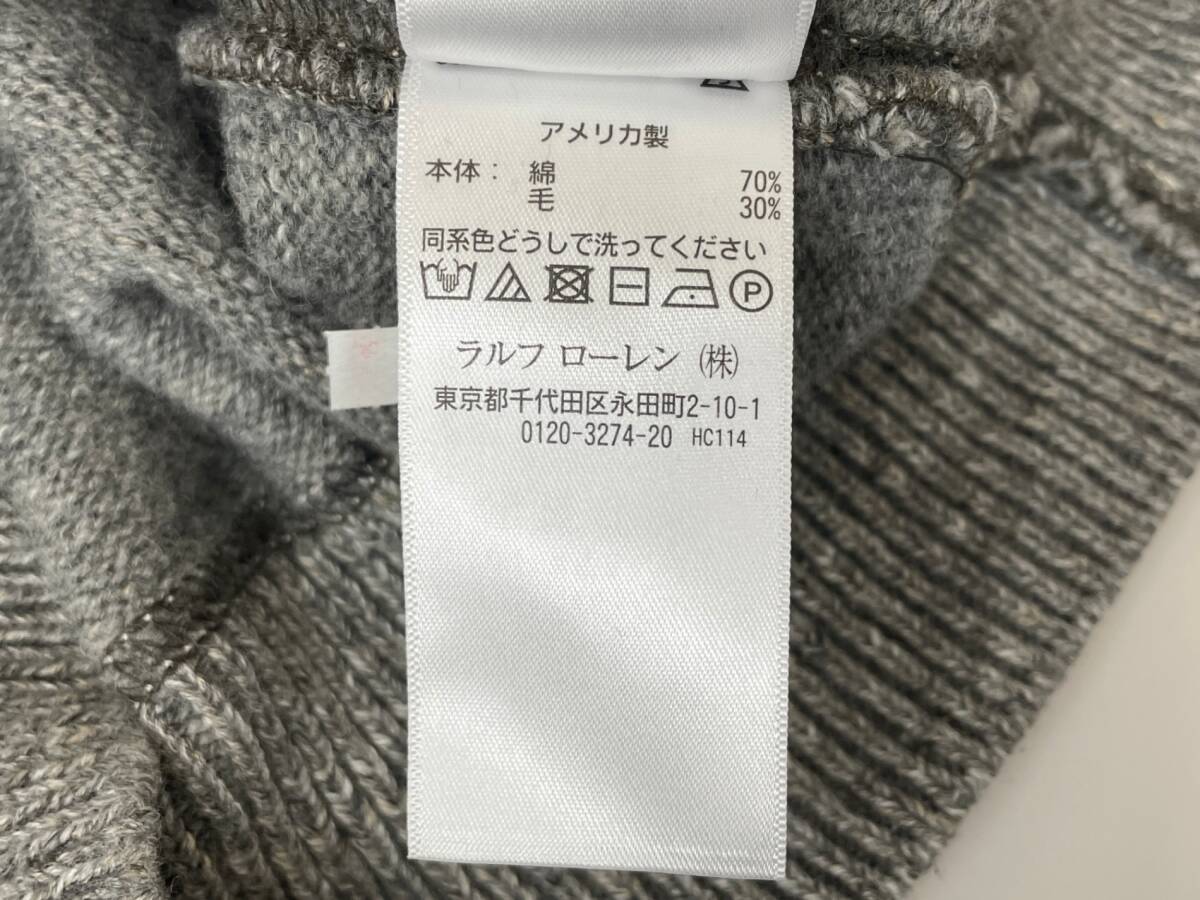 アメリカ製
本体： 綿 70%
毛 30%
同系色どうしで洗ってください
P
ラルフ ローレン (株)
東京都千代田区永田町2-10-1
0120-3274-20 HC114